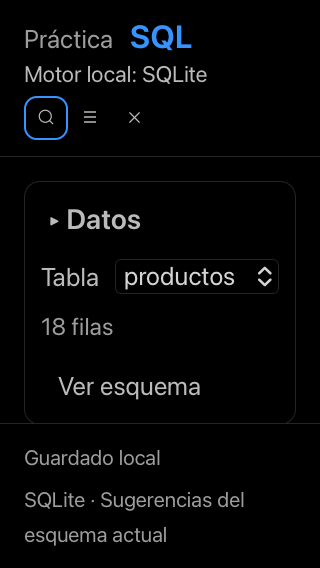 Práctica SQL
Motor local: SQLite
Datos
Tabla productos
18 filas
Ver esquema
Guardado local
SQLite · Sugerencias del
esquema actual